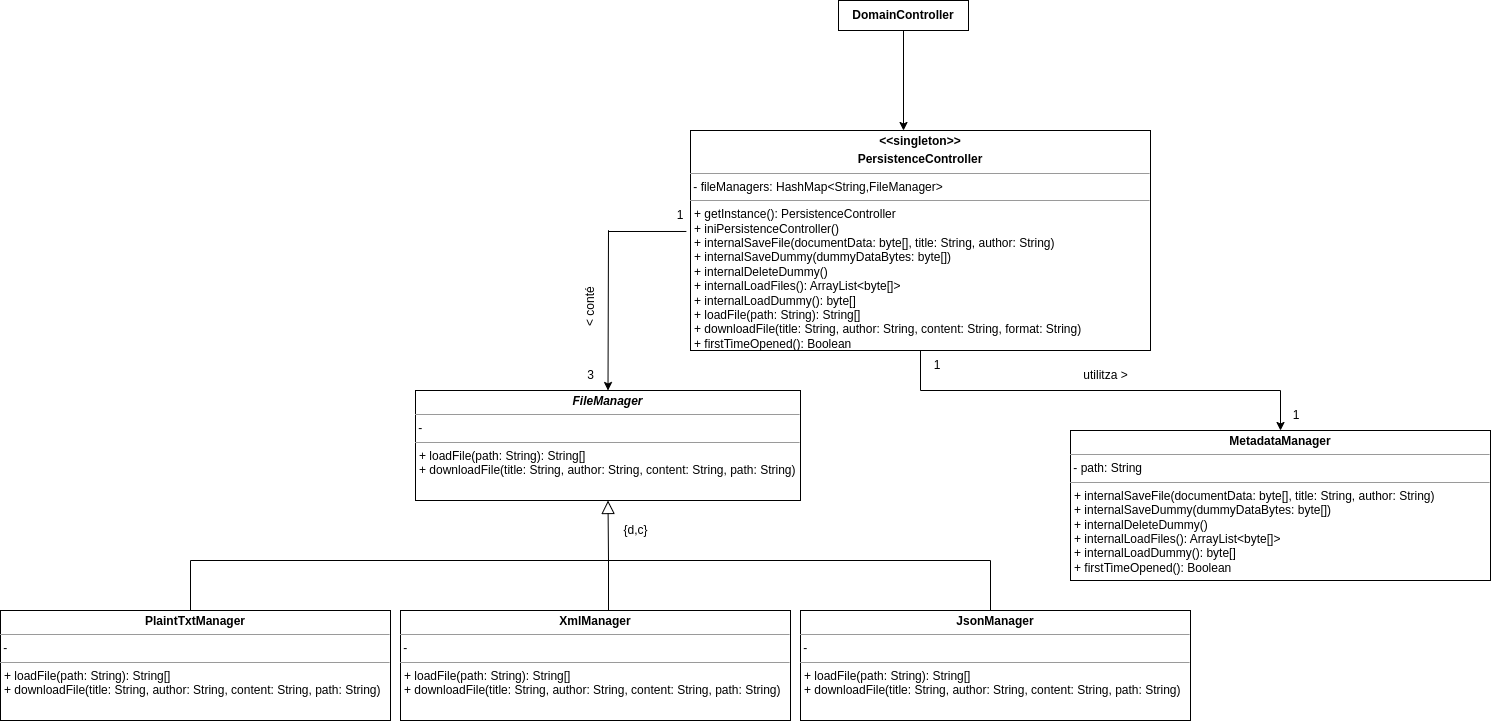 DomainController
<<singleton>>
PersistenceController
- fileManagers: HashMap<String,FileManager>
+ getInstance(): PersistenceController
+ iniPersistenceController()
+ internalSaveFile(documentData: byte[], title: String, author: String)
+ internalSaveDummy(dummyDataBytes: byte[])
+ internalDeleteDummy()
+ internalLoadFiles(): ArrayList<byte[]>
+ internalLoadDummy(): byte[]
+ loadFile(path: String): String[]
+ downloadFile(title: String, author: String, content: String, format: String)
+ firstTimeOpened(): Boolean
1
< conté
3
1
utilitza >
1
FileManager
-
+ loadFile(path: String): String[]
+ downloadFile(title: String, author: String, content: String, path: String)
MetadataManager
- path: String
+ internalSaveFile(documentData: byte[], title: String, author: String)
+ internalSaveDummy(dummyDataBytes: byte[])
+ internalDeleteDummy()
+ internalLoadFiles(): ArrayList<byte[]>
+ internalLoadDummy(): byte[]
+ firstTimeOpened(): Boolean
{d,c}
PlaintTxtManager
-
+ loadFile(path: String): String[]
+ downloadFile(title: String, author: String, content: String, path: String)
XmlManager
-
+ loadFile(path: String): String[]
+ downloadFile(title: String, author: String, content: String, path: String)
JsonManager
-
+ loadFile(path: String): String[]
+ downloadFile(title: String, author: String, content: String, path: String)